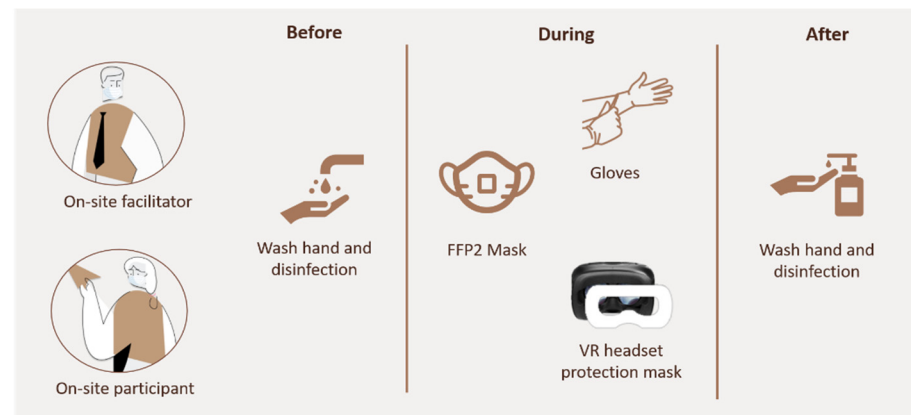 Before
During
After
On-site facilitator
On-site participant
Wash hand and
disinfection
FFP2 Mask
Gloves
VR headset
protection mask
Wash hand and
disinfection